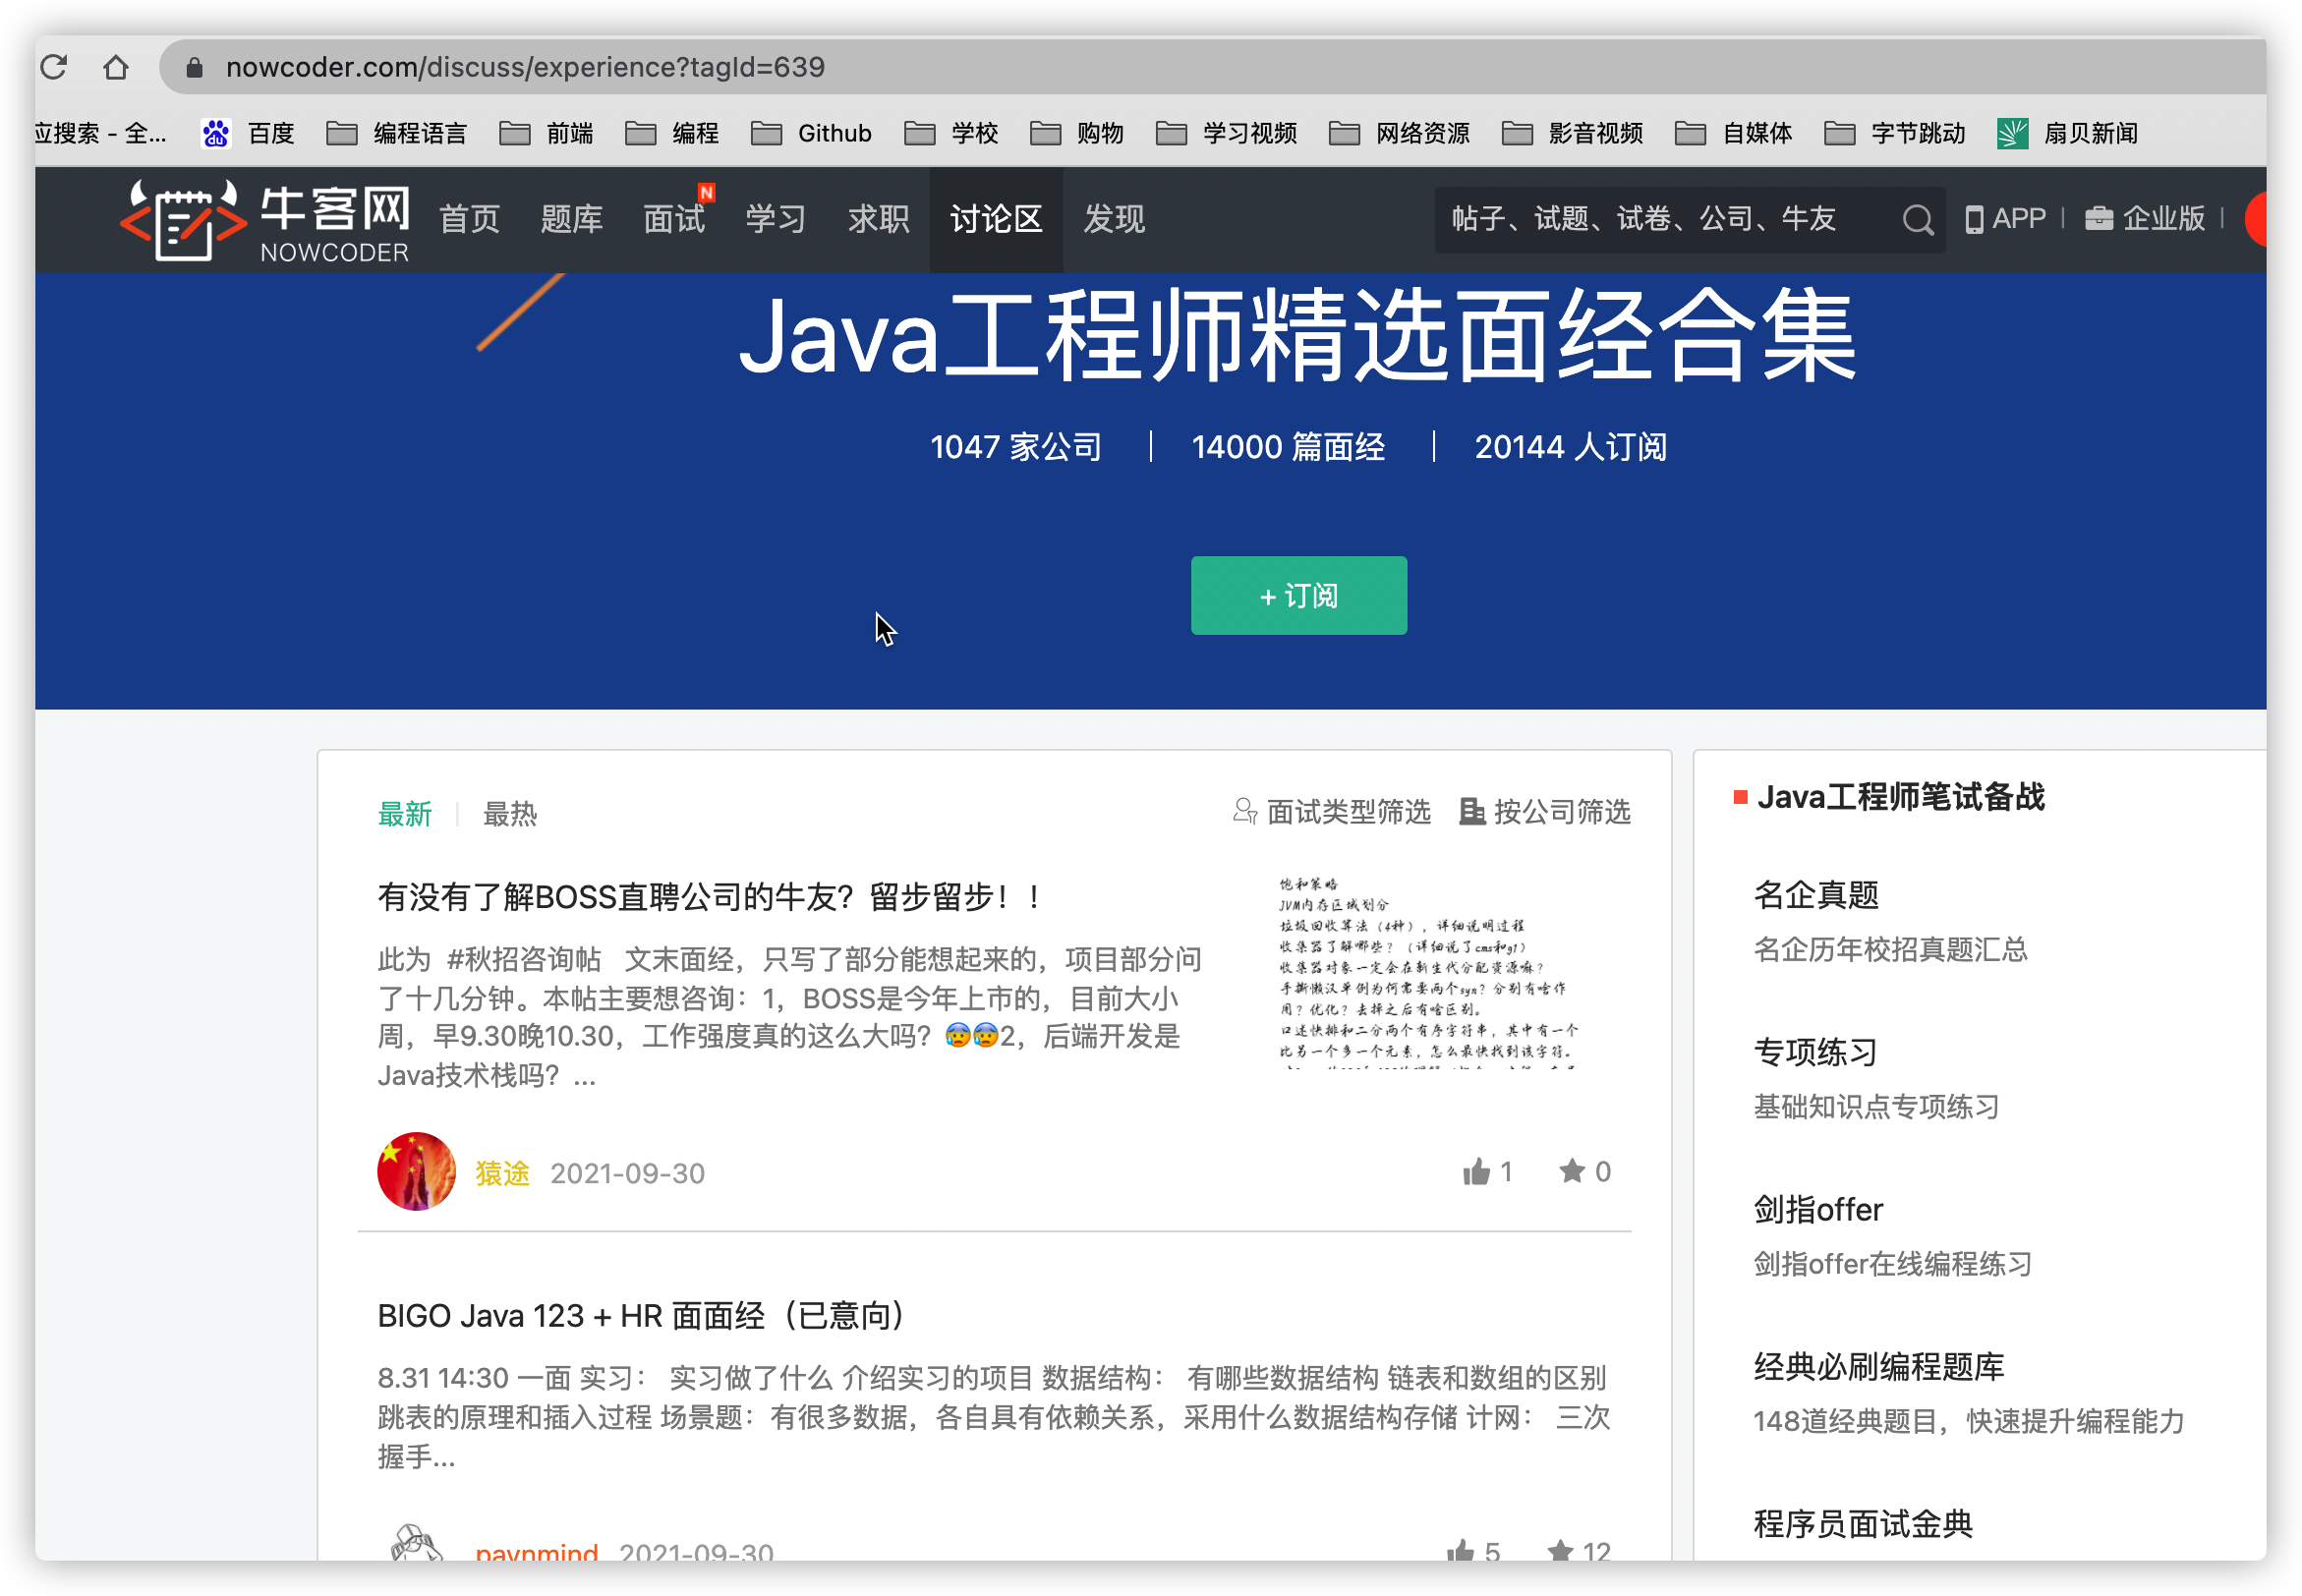 nowcoder.com/discuss/experience?tagId=639
应搜索 - 全... 百度 编程语言 前端 编程 Github 学校 购物 学习视频 网络资源 影音视频 自媒体 字节跳动 扇贝新闻
牛客网 首页 题库 面试 N 学习 求职 讨论区 发现 帖子、试题、试卷、公司、牛友 APP | 企业版 |
NOWCODER
Java工程师精选面经合集
1047 家公司 | 14000 篇面经 | 20144 人订阅
+ 订阅
最新 | 最热 面试类型筛选 按公司筛选
有没有了解BOSS直聘公司的牛友？留步留步！！
此为 #秋招咨询帖 文末面经，只写了部分能想起来的，项目部分问
了十几分钟。本帖主要想咨询：1，BOSS是今年上市的，目前大小
周，早9.30晚10.30，工作强度真的这么大吗？😰😰2，后端开发是
Java技术栈吗？...
饱和策略
JVM内存区域划分
垃圾回收算法（4种），详细说明过程
收集器了解哪些？（详细说了cms和g1）
收集器对象一定会在新生代分配资源嘛？
手撕懒汉单例为何需要两个syn？分别有啥作
用？优化？去掉之后有啥区别。
口述快排和二分两个有序字符串，其中有一个
比另一个多一个元素，怎么最快找到该字符。
猿途 2021-09-30 1 0
BIGO Java 123 + HR 面面经（已意向）
8.31 14:30 一面 实习： 实习做了什么 介绍实习的项目 数据结构： 有哪些数据结构 链表和数组的区别
跳表的原理和插入过程 场景题：有很多数据，各自具有依赖关系，采用什么数据结构存储 计网： 三次
握手...
paynmind 2021-09-30 5 12
Java工程师笔试备战
名企真题
名企历年校招真题汇总
专项练习
基础知识点专项练习
剑指offer
剑指offer在线编程练习
经典必刷编程题库
148道经典题目，快速提升编程能力
程序员面试金典